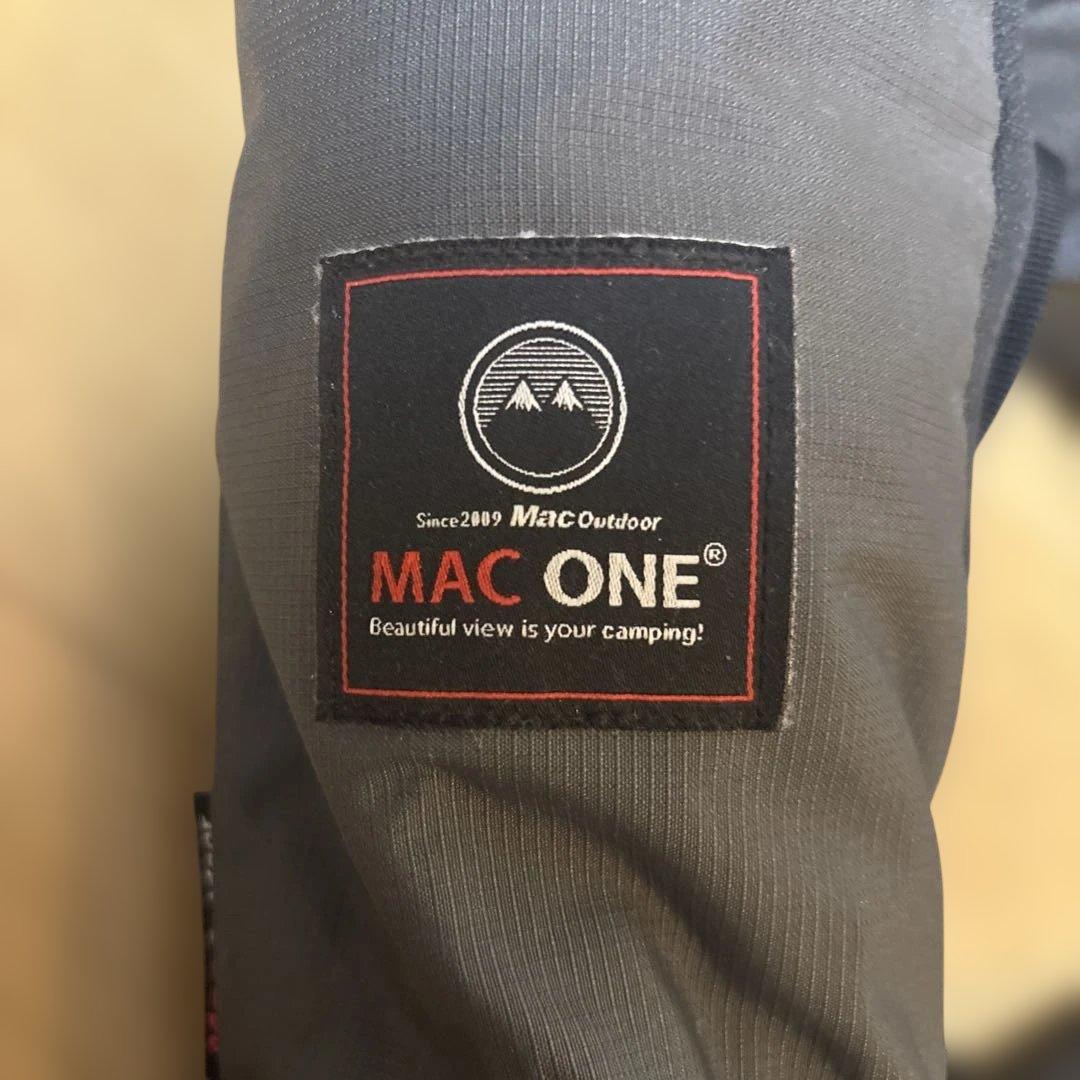 Since2009 Mac Outdoor
MAC ONE®
Beautiful view is your camping!